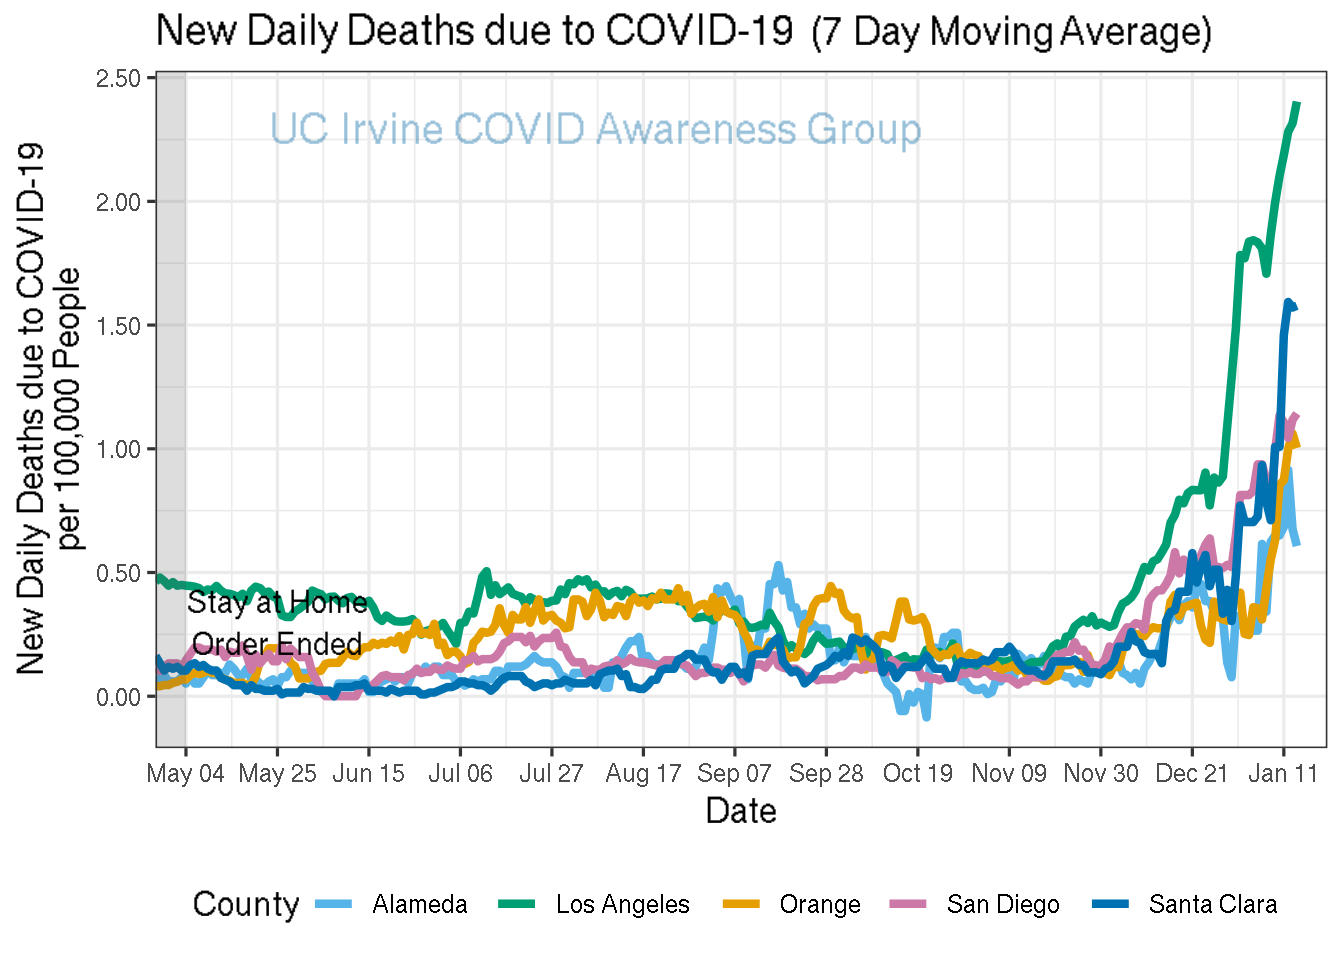 New Daily Deaths due to COVID-19 (7 Day Moving Average)
UC Irvine COVID Awareness Group
New Daily Deaths due to COVID-19
per 100,000 People
2.50
2.00
1.50
1.00
0.50
0.00
Stay at Home
Order Ended
May 04 May 25 Jun 15 Jul 06 Jul 27 Aug 17 Sep 07 Sep 28 Oct 19 Nov 09 Nov 30 Dec 21 Jan 11
Date
County Alameda Los Angeles Orange San Diego Santa Clara